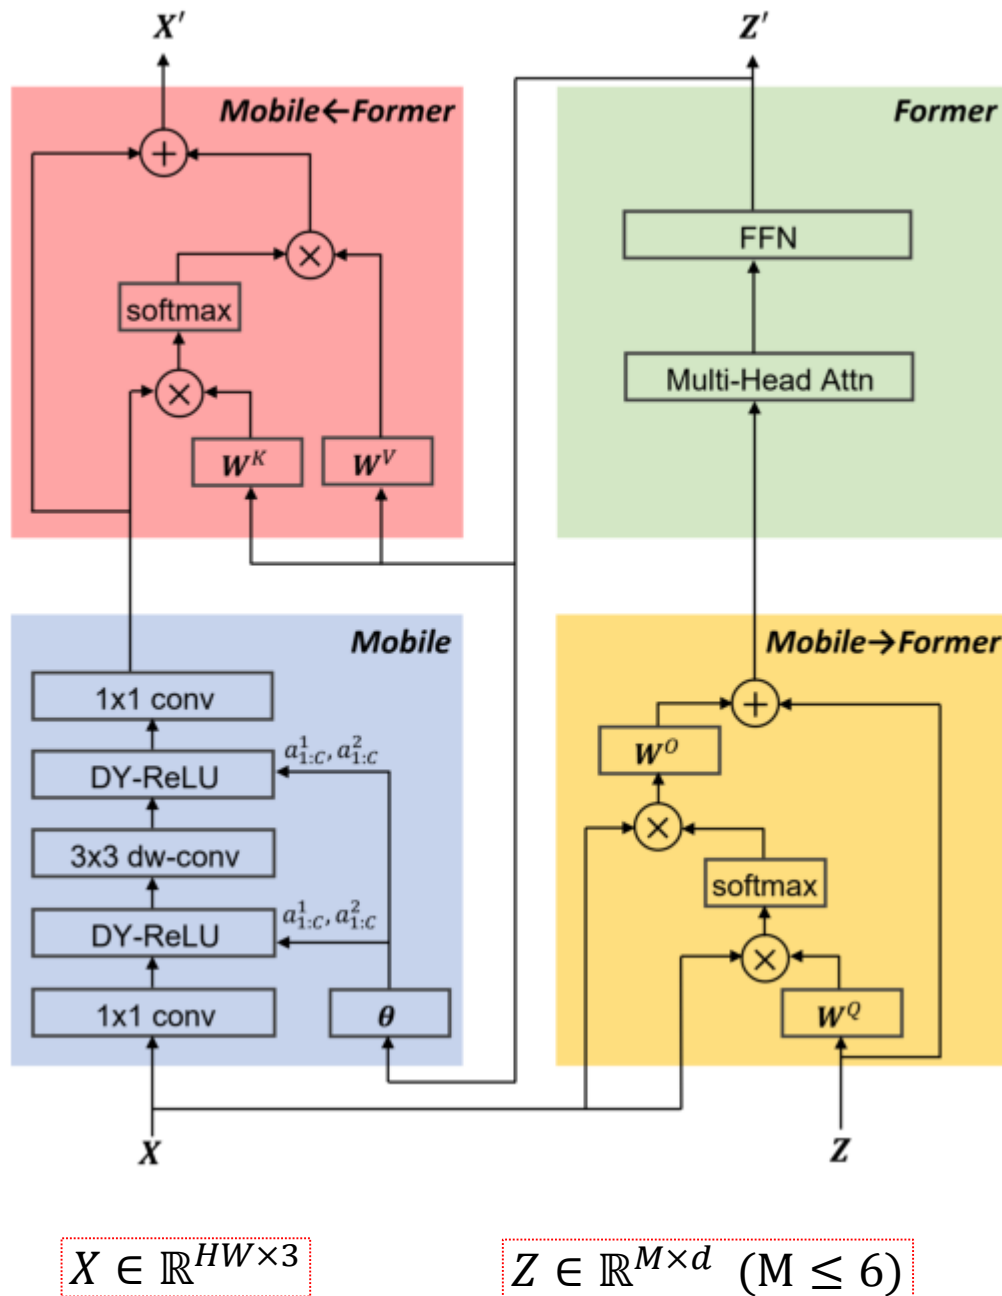 X′
Z′
Mobile←Former
Former
+
×
FFN
softmax
Multi-Head Attn
×
W^K
W^V
Mobile
Mobile→Former
1x1 conv
+
a^1_{1:C}, a^2_{1:C}
W^O
DY-ReLU
×
3x3 dw-conv
softmax
a^1_{1:C}, a^2_{1:C}
DY-ReLU
×
1x1 conv
θ
W^Q
X
Z
X ∈ ℝ^{HW×3}
Z ∈ ℝ^{M×d} (M ≤ 6)